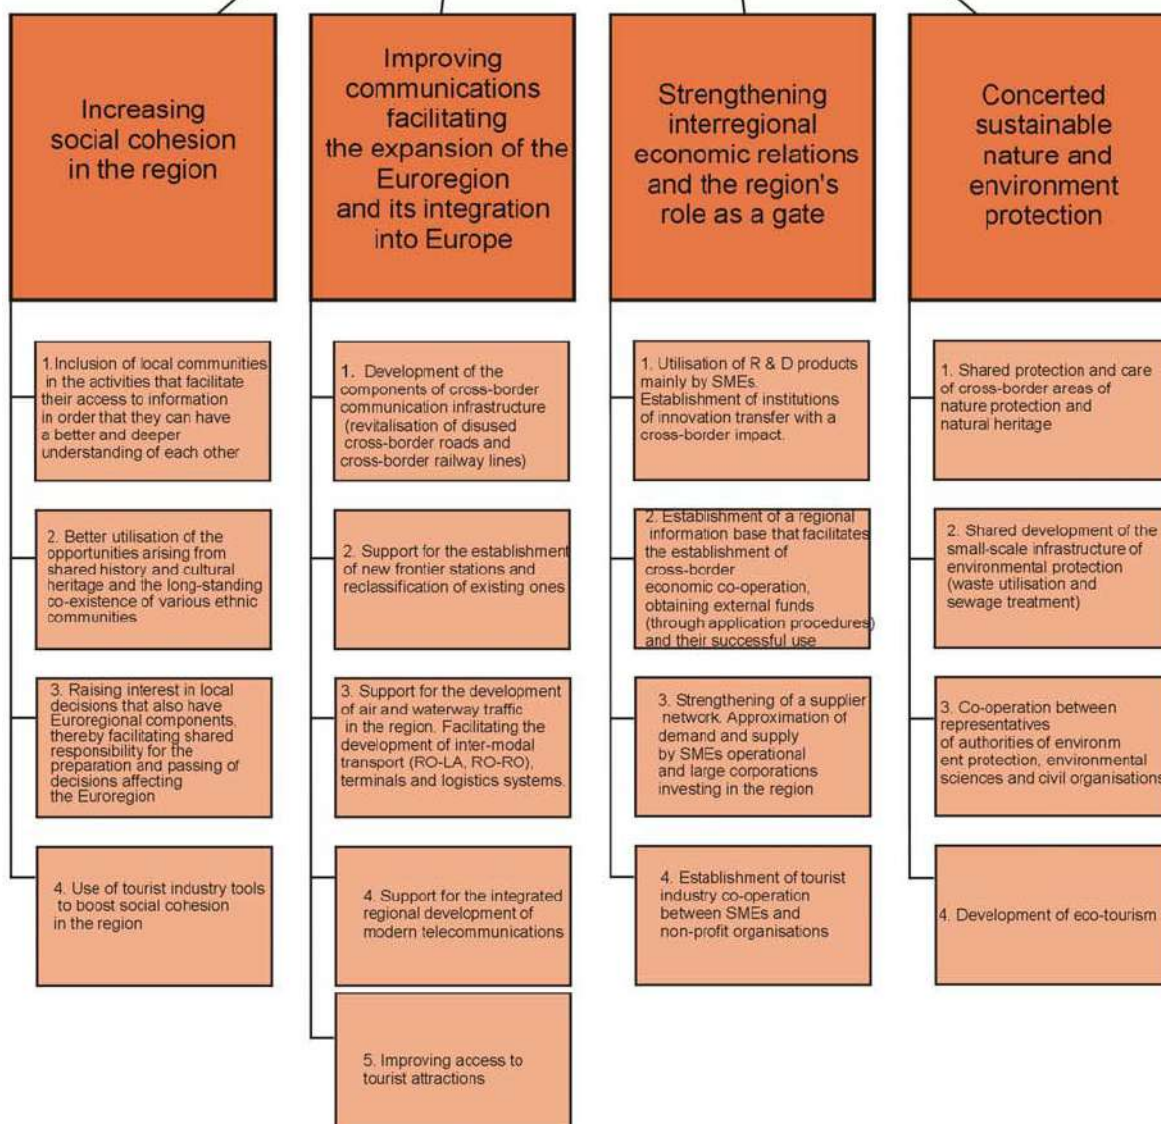 Increasing
social cohesion
in the region
1.Inclusion of local communities
in the activities that facilitate
their access to information
in order that they can have
a better and deeper
understanding of each other
2. Better utilisation of the
opportunities arising from
shared history and cultural
heritage and the long-standing
co-existence of various ethnic
communities
3. Raising interest in local
decisions that also have
Euroregional components,
thereby facilitating shared
responsibility for the
preparation and passing of
decisions affecting
the Euroregion
4. Use of tourist industry tools
to boost social cohesion
in the region
Improving
communications
facilitating
the expansion of the
Euroregion
and its integration
into Europe
1. Development of the
components of cross-border
communication infrastructure
(revitalisation of disused
cross-border roads and
cross-border railway lines)
2. Support for the establishment
of new frontier stations and
reclassification of existing ones
3. Support for the development
of air and waterway traffic
in the region. Facilitating the
development of inter-modal
transport (RO-LA, RO-RO),
terminals and logistics systems.
4. Support for the integrated
regional development of
modern telecommunications
5. Improving access to
tourist attractions
Strengthening
interregional
economic relations
and the region's
role as a gate
1. Utilisation of R & D products
mainly by SMEs.
Establishment of institutions
of innovation transfer with a
cross-border impact.
2. Establishment of a regional
information base that facilitates
the establishment of
cross-border
economic co-operation,
obtaining external funds
(through application procedures)
and their successful use
3. Strengthening of a supplier
network. Approximation of
demand and supply
by SMEs operational
and large corporations
investing in the region
4. Establishment of tourist
industry co-operation
between SMEs and
non-profit organisations
Concerted
sustainable
nature and
environment
protection
1. Shared protection and care
of cross-border areas of
nature protection and
natural heritage
2. Shared development of the
small-scale infrastructure of
environmental protection
(waste utilisation and
sewage treatment)
3. Co-operation between
representatives
of authorities of environm
ent protection, environmental
sciences and civil organisations
4. Development of eco-tourism